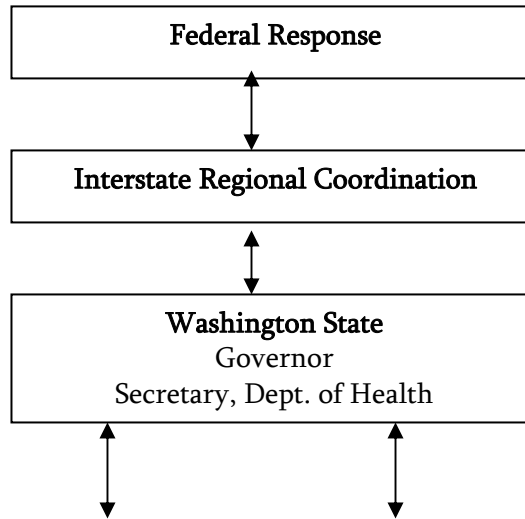 Federal Response
Interstate Regional Coordination
Washington State
Governor
Secretary, Dept. of Health